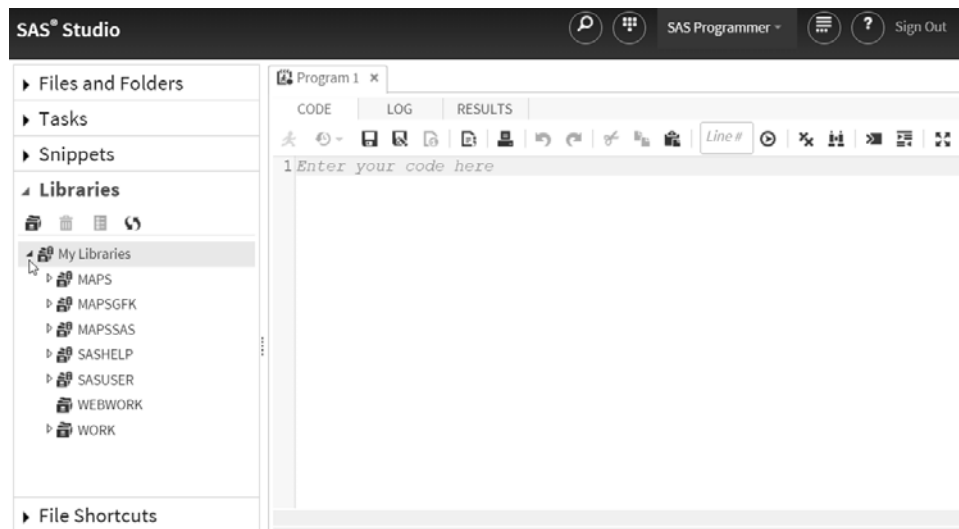 SAS® Studio
SAS Programmer
? Sign Out
Files and Folders
Tasks
Snippets
Libraries
My Libraries
MAPS
MAPSGFK
MAPSSAS
SASHELP
SASUSER
WEBWORK
WORK
File Shortcuts
Program 1 ×
CODE LOG RESULTS
Line #
1 Enter your code here